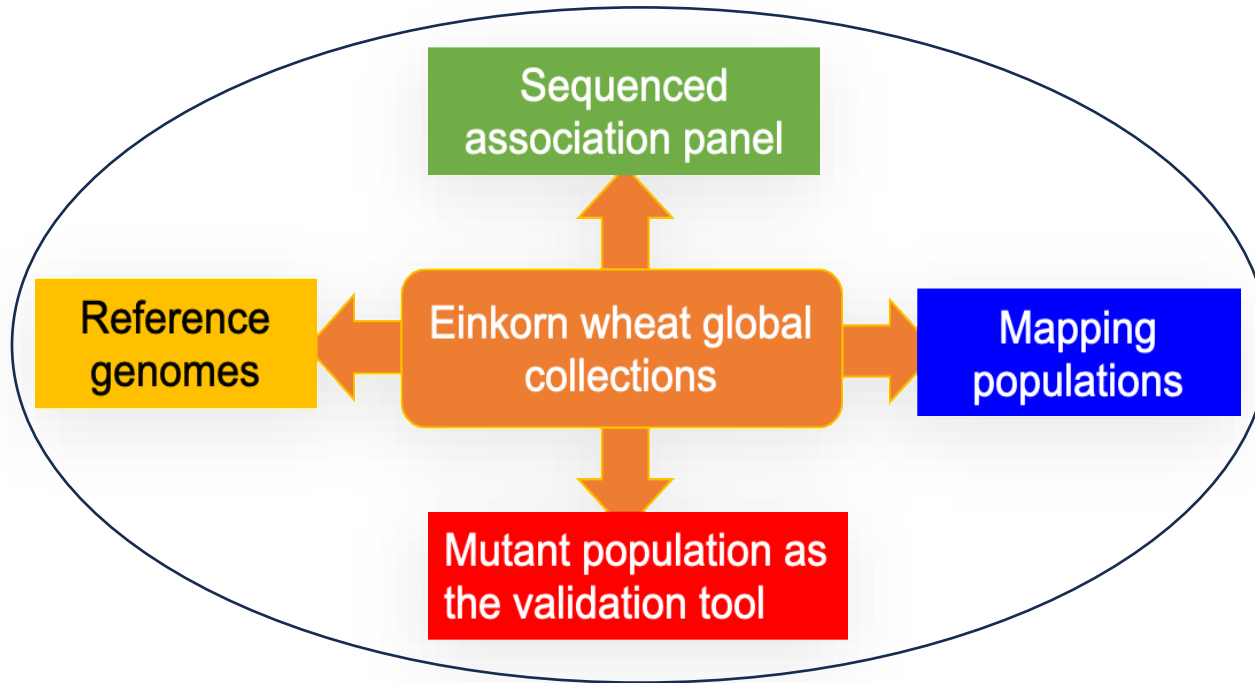 Sequenced
association panel
Reference
genomes
Einkorn wheat global
collections
Mapping
populations
Mutant population as
the validation tool